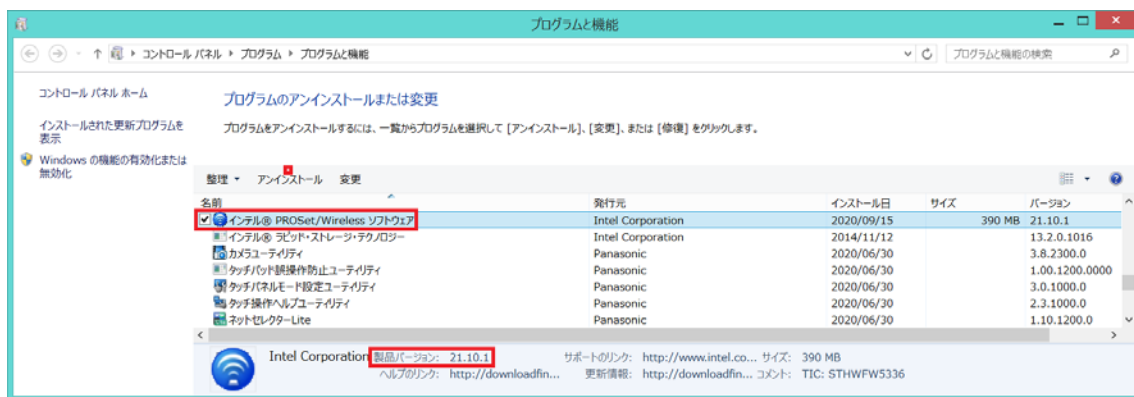 プログラムと機能
コントロール パネル ▸ プログラム ▸ プログラムと機能
プログラムと機能の検索
コントロール パネル ホーム
インストールされた更新プログラムを
表示
Windows の機能の有効化または
無効化
プログラムのアンインストールまたは変更
プログラムをアンインストールするには、一覧からプログラムを選択して [アンインストール]、[変更]、または [修復] をクリックします。
整理 アンインストール 変更
名前 発行元 インストール日 サイズ バージョン
インテル® PROSet/Wireless ソフトウェア Intel Corporation 2020/09/15 390 MB 21.10.1
インテル® ラピッド・ストレージ・テクノロジー Intel Corporation 2014/11/12 13.2.0.1016
カメラユーティリティ Panasonic 2020/06/30 3.8.2300.0
タッチパッド誤操作防止ユーティリティ Panasonic 2020/06/30 1.00.1200.0000
タッチパネルモード設定ユーティリティ Panasonic 2020/06/30 3.0.1000.0
タッチ操作ヘルプユーティリティ Panasonic 2020/06/30 2.3.1000.0
ネットセレクターLite Panasonic 2020/06/30 1.10.1200.0
Intel Corporation 製品バージョン: 21.10.1 サポートのリンク: http://www.intel.co... サイズ: 390 MB
ヘルプのリンク: http://downloadfin... 更新情報: http://downloadfin... コメント: TIC: STHWFW5336